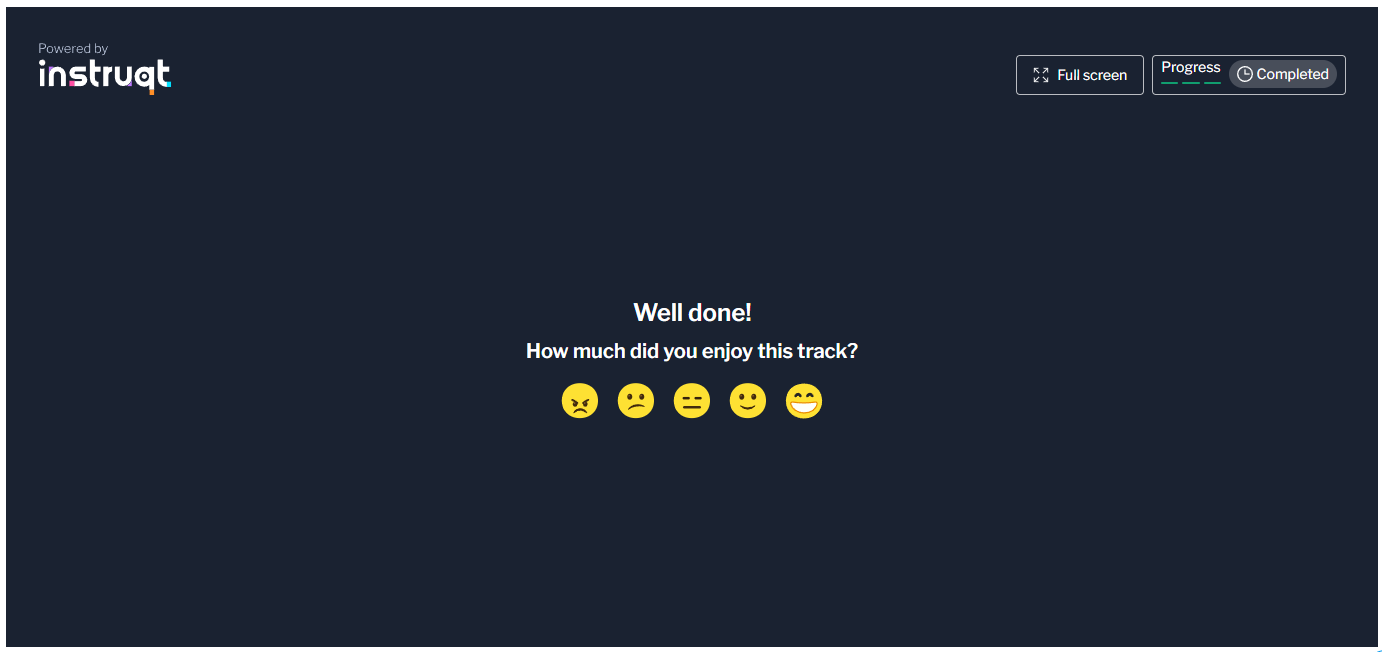 Powered by
instruqt
Full screen
Progress
Completed
Well done!
How much did you enjoy this track?